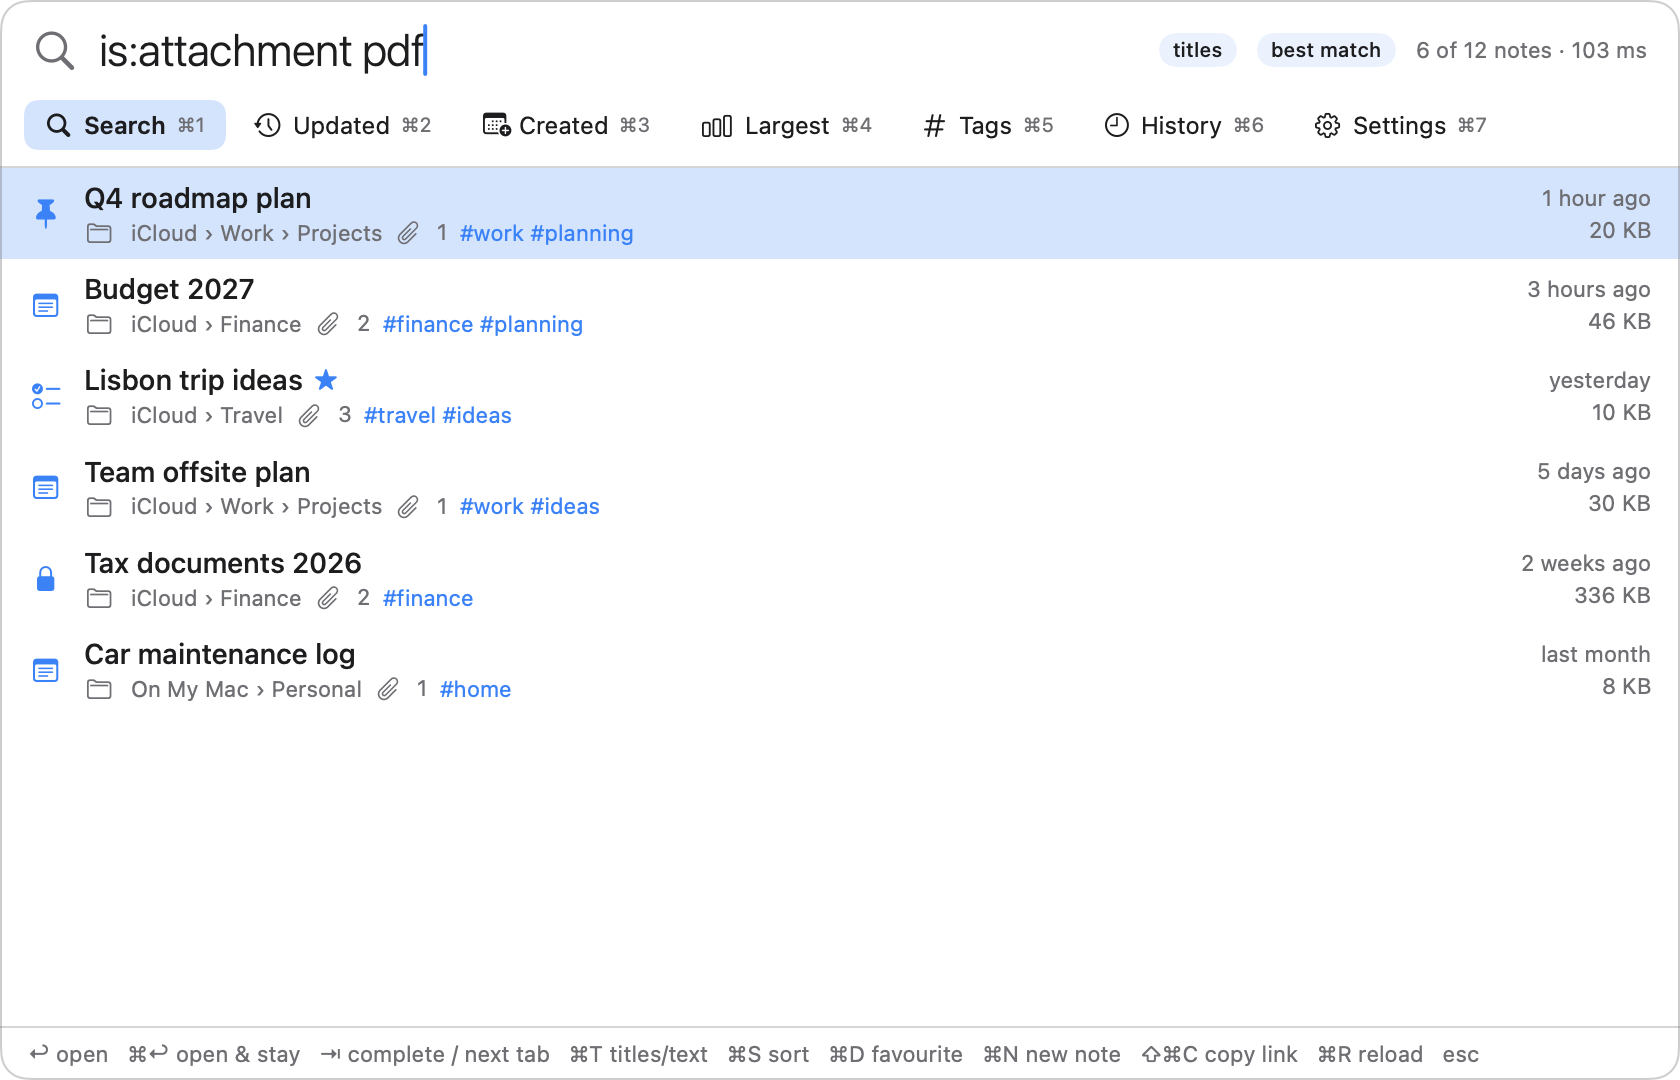 is:attachment pdf titles best match 6 of 12 notes · 103 ms
Search ⌘1 Updated ⌘2 Created ⌘3 Largest ⌘4 # Tags ⌘5 History ⌘6 Settings ⌘7
Q4 roadmap plan 1 hour ago
iCloud › Work › Projects 1 #work #planning 20 KB
Budget 2027 3 hours ago
iCloud › Finance 2 #finance #planning 46 KB
Lisbon trip ideas ★ yesterday
iCloud › Travel 3 #travel #ideas 10 KB
Team offsite plan 5 days ago
iCloud › Work › Projects 1 #work #ideas 30 KB
Tax documents 2026 2 weeks ago
iCloud › Finance 2 #finance 336 KB
Car maintenance log last month
On My Mac › Personal 1 #home 8 KB
↩ open ⌘↩ open & stay ⇥ complete / next tab ⌘T titles/text ⌘S sort ⌘D favourite ⌘N new note ⇧⌘C copy link ⌘R reload esc